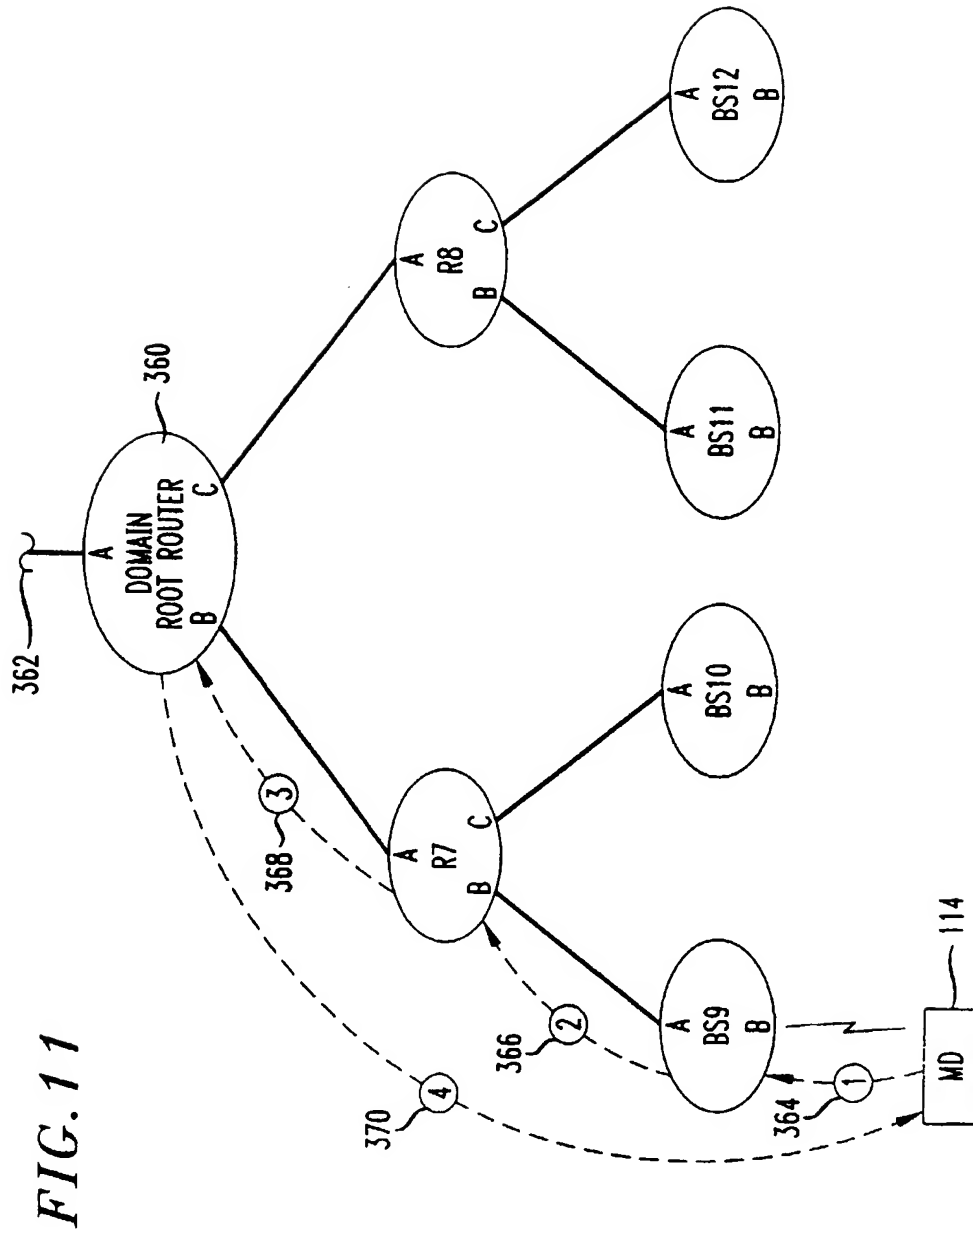 FIG. 11
362
360
A
DOMAIN
ROOT ROUTER
B
C
368
3
370
4
A
R7
B
C
A
R8
B
C
366
2
A
BS9
B
A
BS10
B
A
BS11
B
A
BS12
B
364
1
MD
114